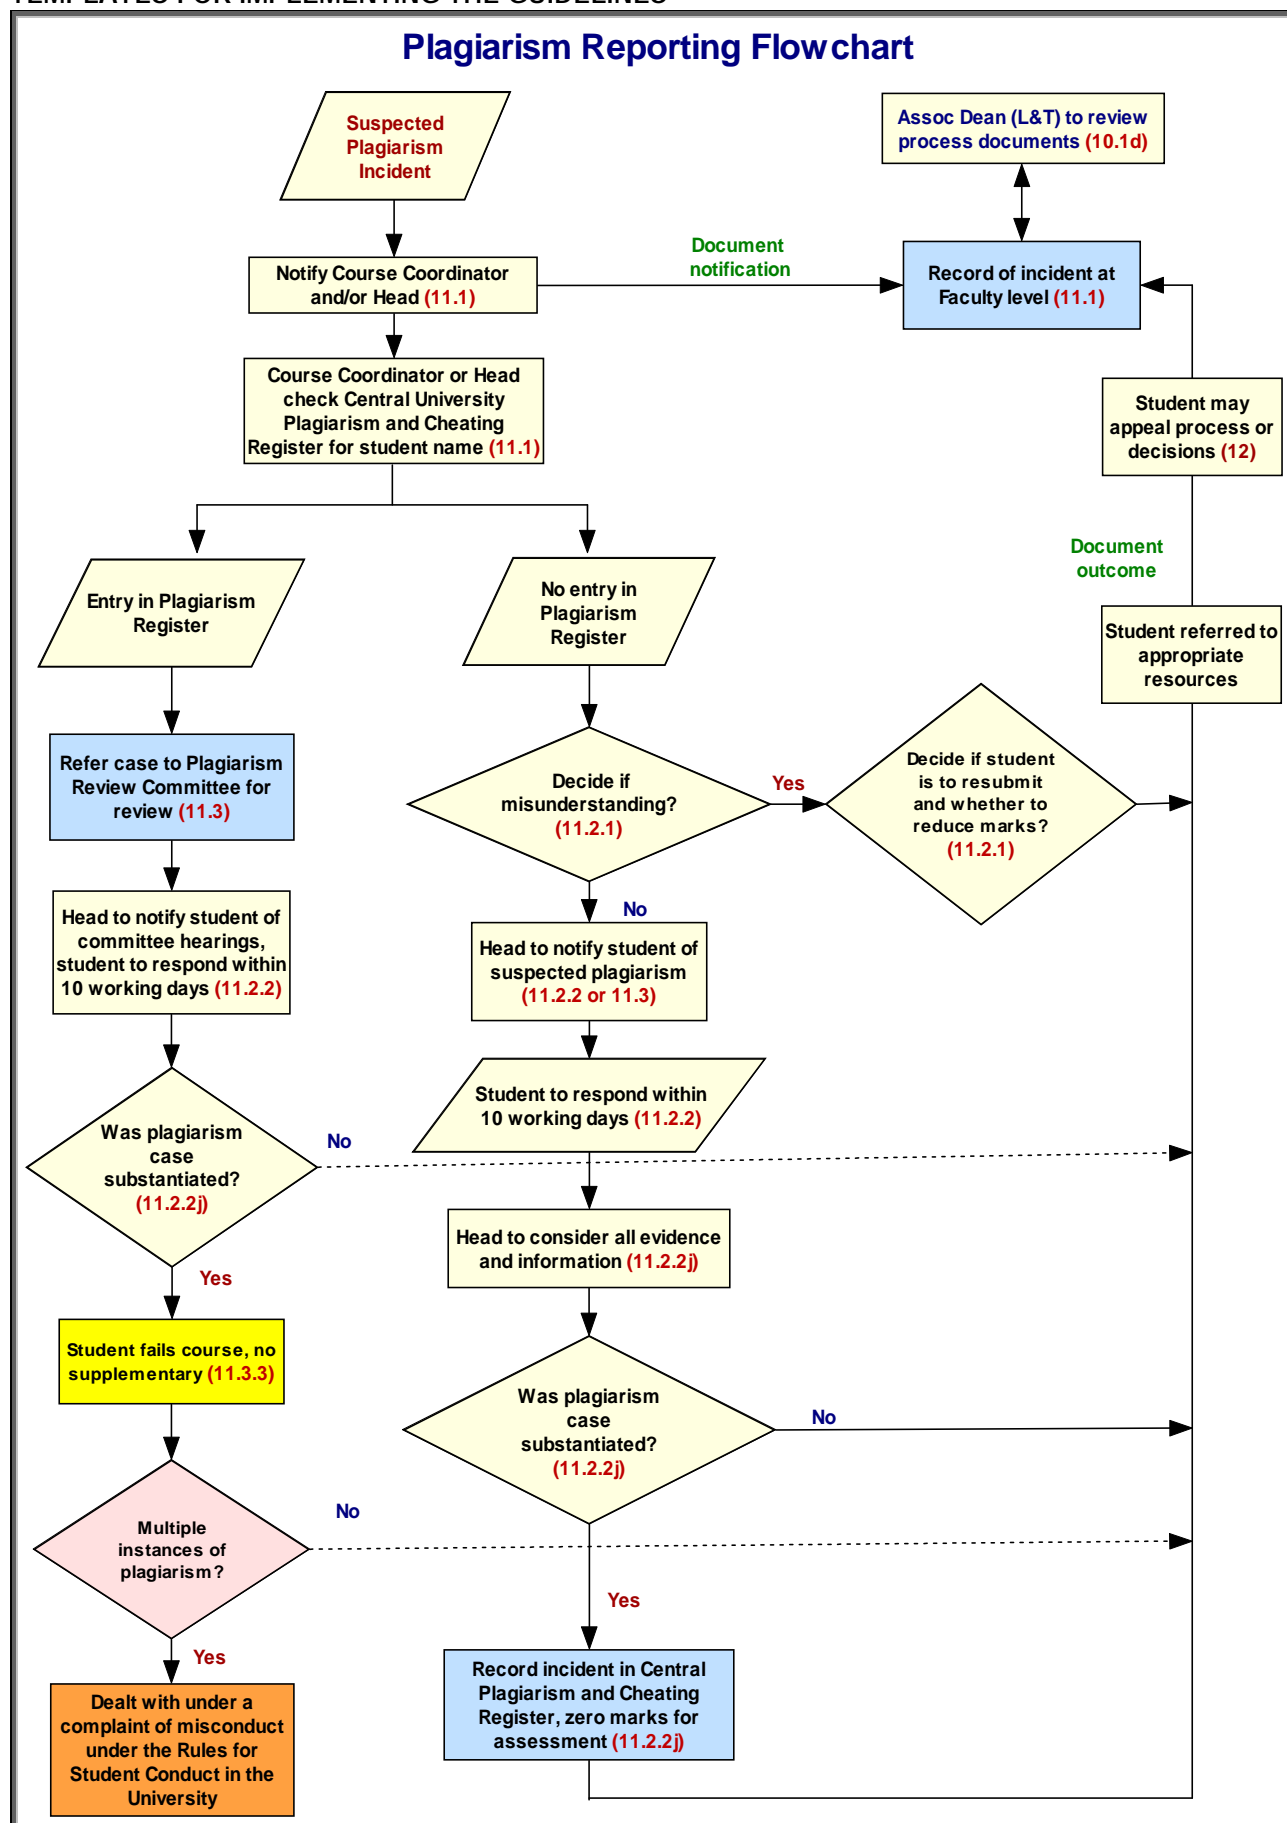 TEMPLATES FOR IMPLEMENTING THE GUIDELINES
Plagiarism Reporting Flowchart
Suspected
Plagiarism
Incident
Assoc Dean (L&T) to review
process documents (10.1d)
Document
notification
Notify Course Coordinator
and/or Head (11.1)
Record of incident at
Faculty level (11.1)
Course Coordinator or Head
check Central University
Plagiarism and Cheating
Register for student name (11.1)
Student may
appeal process or
decisions (12)
Document
outcome
Entry in Plagiarism
Register
No entry in
Plagiarism
Register
Student referred to
appropriate
resources
Refer case to Plagiarism
Review Committee for
review (11.3)
Decide if
misunderstanding?
(11.2.1)
Yes
Decide if student
is to resubmit
and whether to
reduce marks?
(11.2.1)
No
Head to notify student of
committee hearings,
student to respond within
10 working days (11.2.2)
Head to notify student of
suspected plagiarism
(11.2.2 or 11.3)
Student to respond within
10 working days (11.2.2)
Was plagiarism
case
substantiated?
(11.2.2j)
No
Head to consider all evidence
and information (11.2.2j)
Yes
Student fails course, no
supplementary (11.3.3)
Was plagiarism
case
substantiated?
(11.2.2j)
No
Multiple
instances of
plagiarism?
No
Yes
Yes
Record incident in Central
Plagiarism and Cheating
Register, zero marks for
assessment (11.2.2j)
Dealt with under a
complaint of misconduct
under the Rules for
Student Conduct in the
University